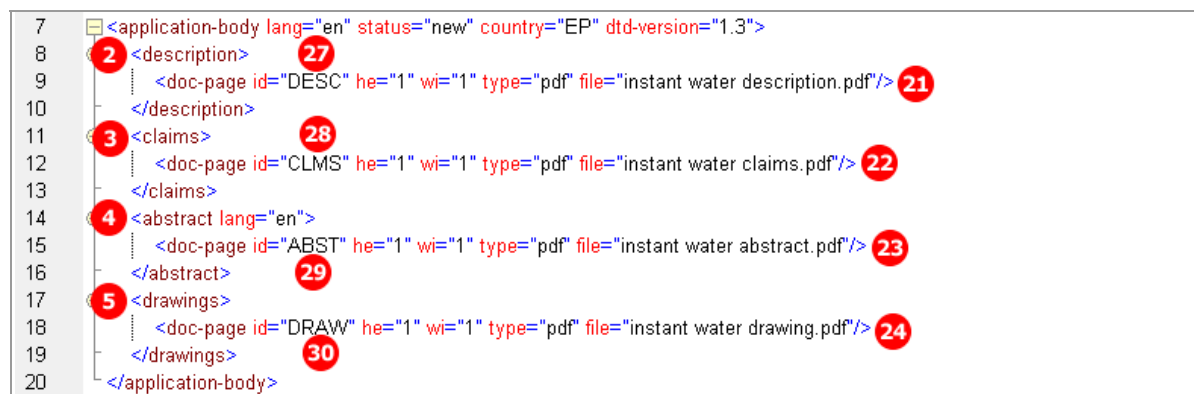 7 <application-body lang="en" status="new" country="EP" dtd-version="1.3">
8 2 <description> 27
9 <doc-page id="DESC" he="1" wi="1" type="pdf" file="instant water description.pdf"/> 21
10 </description>
11 3 <claims> 28
12 <doc-page id="CLMS" he="1" wi="1" type="pdf" file="instant water claims.pdf"/> 22
13 </claims>
14 4 <abstract lang="en">
15 <doc-page id="ABST" he="1" wi="1" type="pdf" file="instant water abstract.pdf"/> 23
16 </abstract> 29
17 5 <drawings>
18 <doc-page id="DRAW" he="1" wi="1" type="pdf" file="instant water drawing.pdf"/> 24
19 </drawings> 30
20 </application-body>